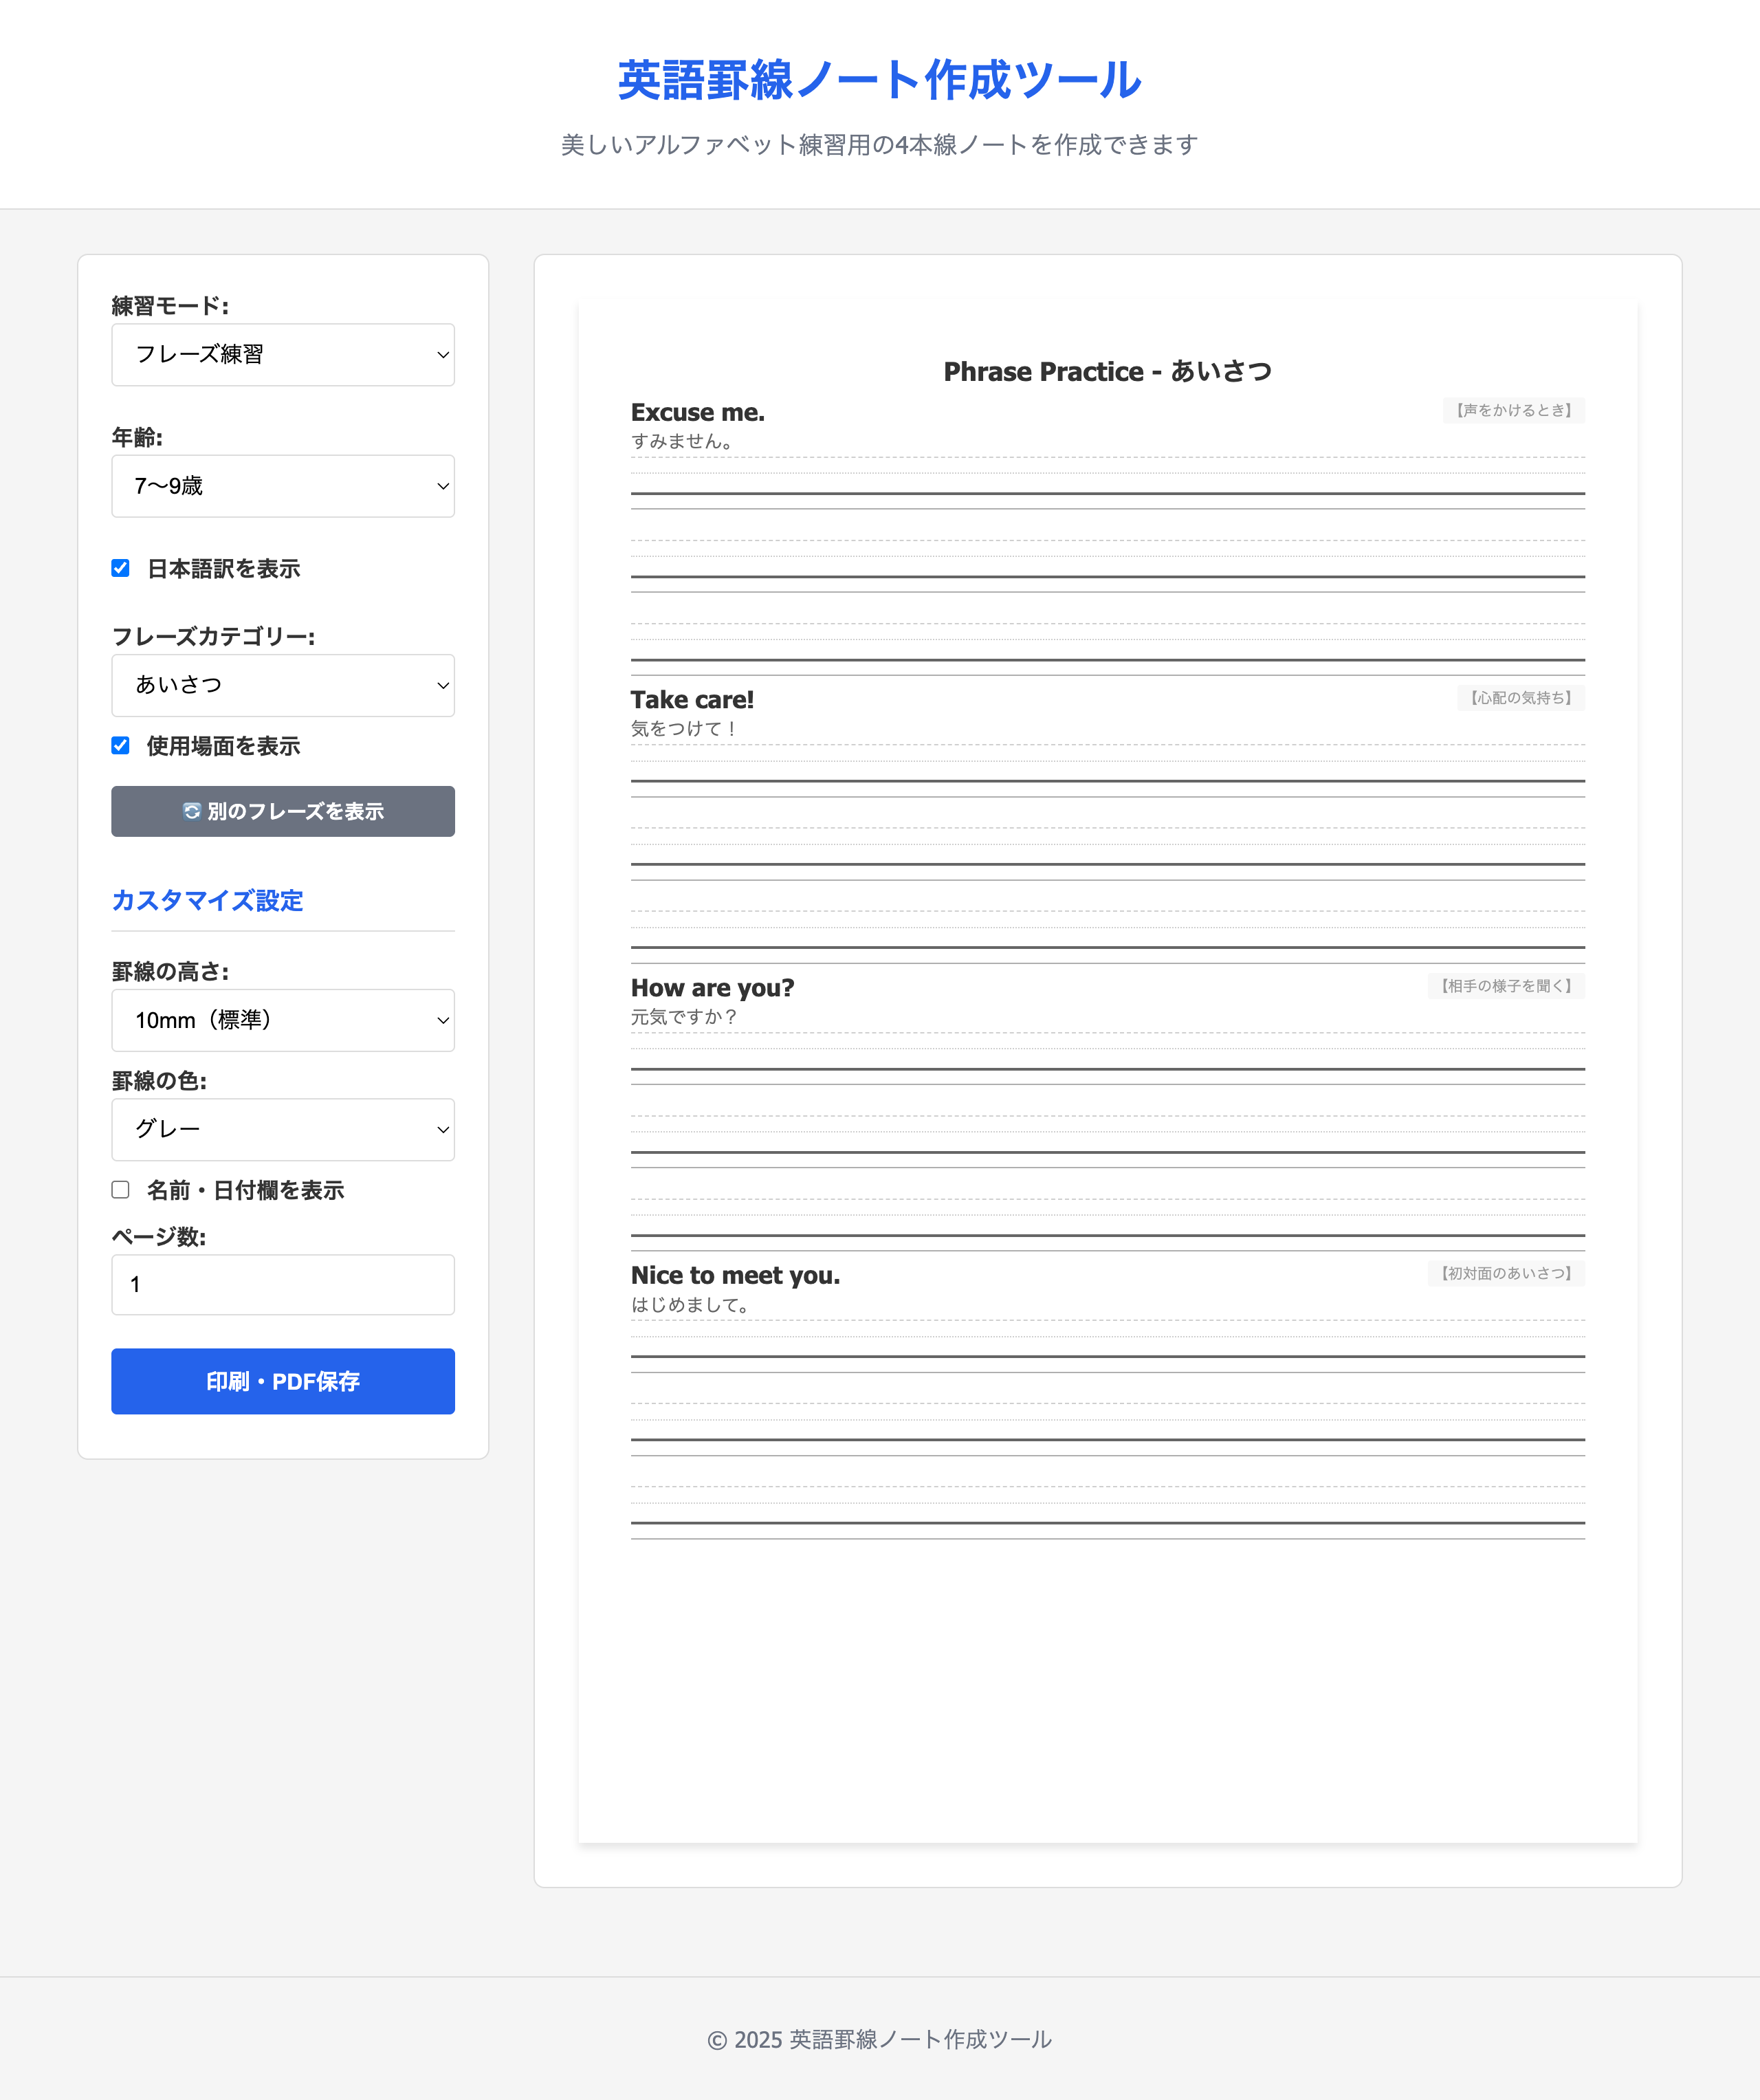 英語罫線ノート作成ツール
美しいアルファベット練習用の4本線ノートを作成できます
練習モード:
フレーズ練習
年齢:
7〜9歳
日本語訳を表示
フレーズカテゴリー:
あいさつ
使用場面を表示
🔄 別のフレーズを表示
カスタマイズ設定
罫線の高さ:
10mm（標準）
罫線の色:
グレー
名前・日付欄を表示
ページ数:
1
印刷・PDF保存
Phrase Practice - あいさつ
Excuse me. 【声をかけるとき】
すみません。
Take care! 【心配の気持ち】
気をつけて！
How are you? 【相手の様子を聞く】
元気ですか？
Nice to meet you. 【初対面のあいさつ】
はじめまして。
© 2025 英語罫線ノート作成ツール